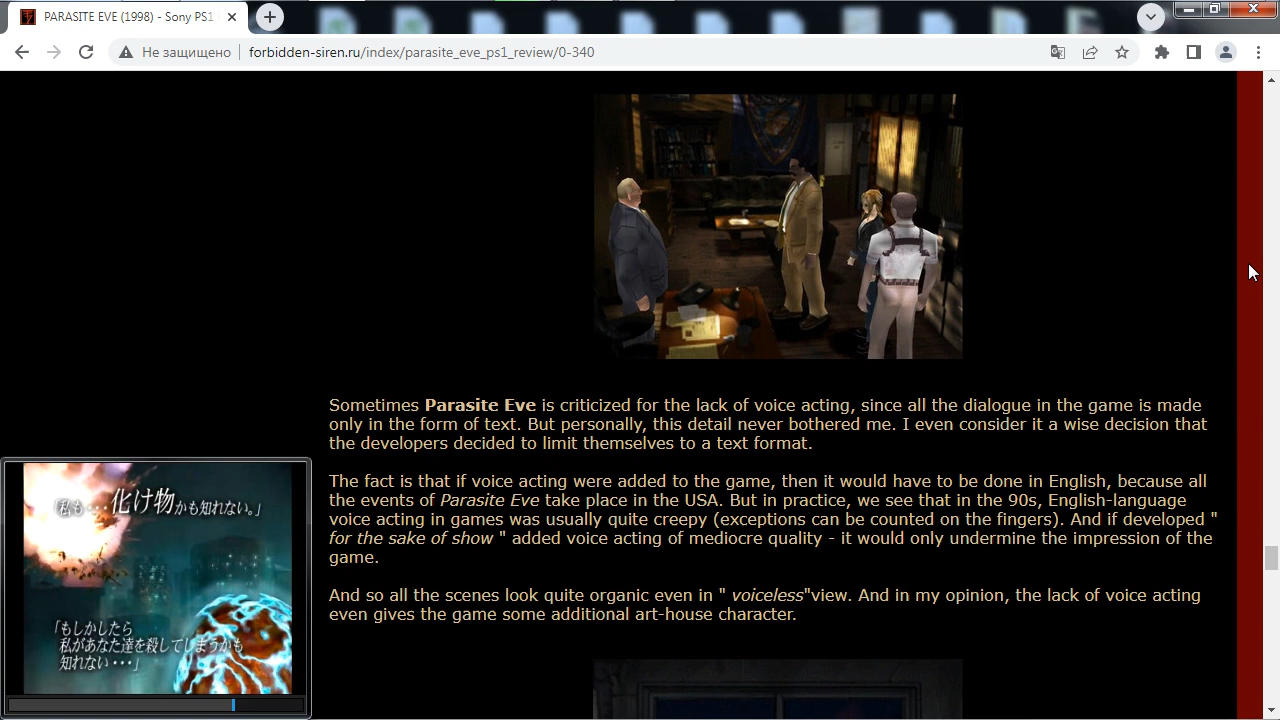 PARASITE EVE (1998) - Sony PS1
Не защищено
forbidden-siren.ru/index/parasite_eve_ps1_review/0-340
Sometimes Parasite Eve is criticized for the lack of voice acting, since all the dialogue in the game is made
only in the form of text. But personally, this detail never bothered me. I even consider it a wise decision that
the developers decided to limit themselves to a text format.
The fact is that if voice acting were added to the game, then it would have to be done in English, because all
the events of Parasite Eve take place in the USA. But in practice, we see that in the 90s, English-language
voice acting in games was usually quite creepy (exceptions can be counted on the fingers). And if developed "
for the sake of show " added voice acting of mediocre quality - it would only undermine the impression of the
game.
And so all the scenes look quite organic even in " voiceless"view. And in my opinion, the lack of voice acting
even gives the game some additional art-house character.
「私も・・・化け物かも知れない。」
「もしかしたら
私があなた達を殺してしまうかも
知れない・・・」